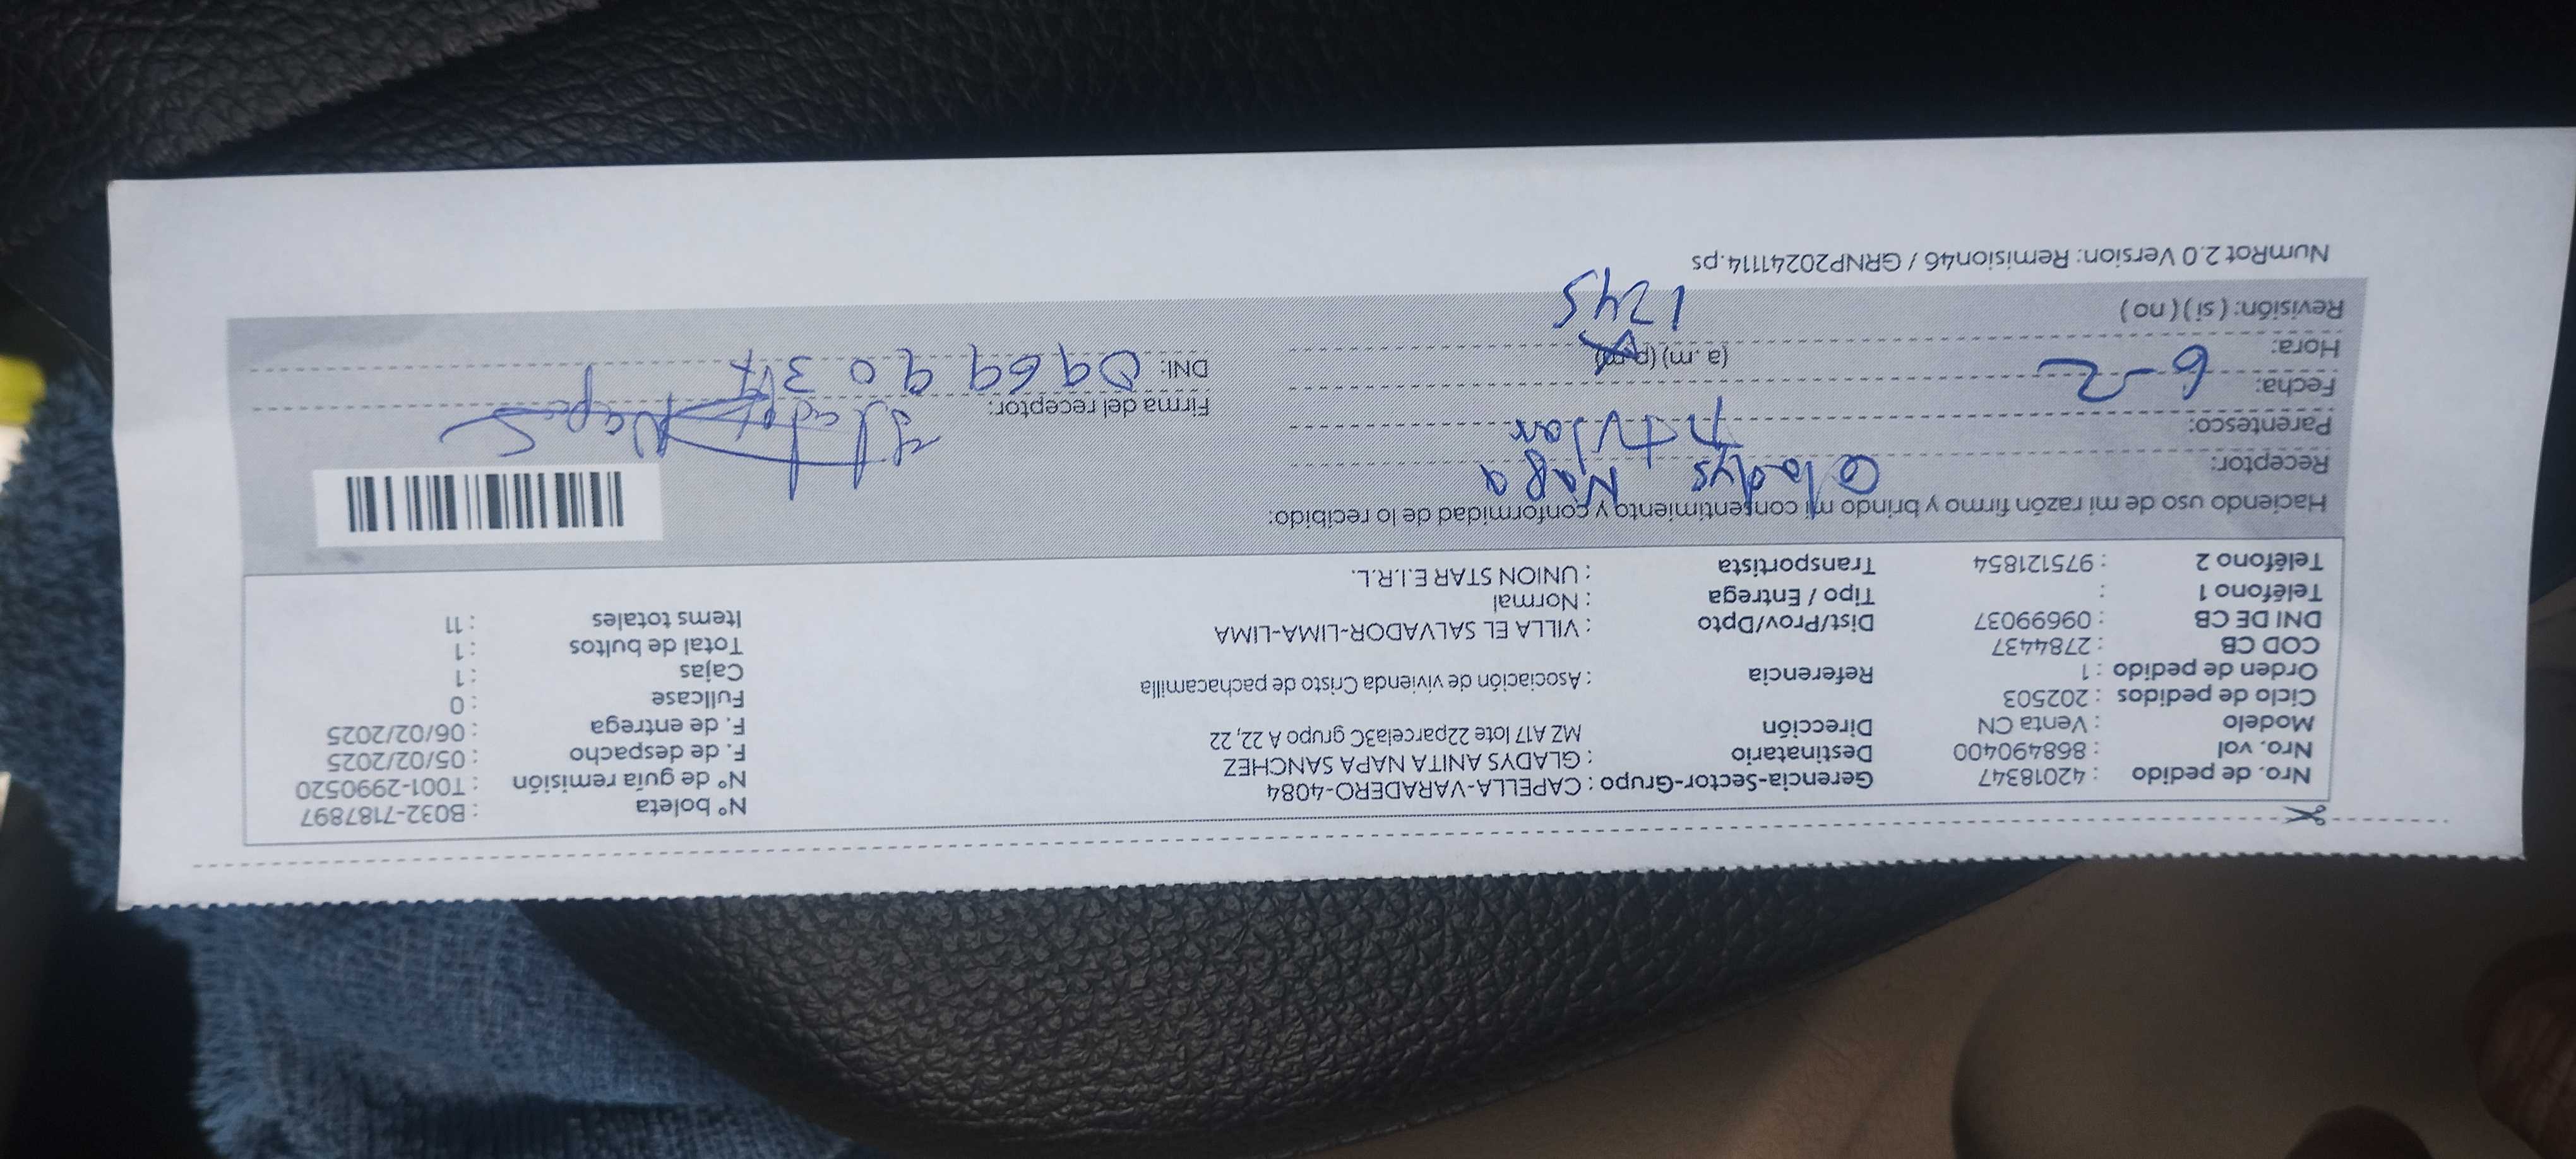 Nro. de pedido : 42018347 Gerencia-Sector-Grupo : CAPELLA-VARADERO-4084 N° boleta : B032-7187897
Nro. vol : 868490400 Destinatario : GLADYS ANITA NAPA SANCHEZ N° de guía remisión : T001-2990520
Modelo : Venta CN Dirección MZ A17 lote 22parcela3C grupo A 22, 22 F. de despacho : 05/02/2025
Ciclo de pedidos : 202503 F. de entrega : 06/02/2025
Orden de pedido : 1 Referencia : Asociación de vivienda Cristo de pachacamilla Fullcase : 0
COD CB : 2784437 Cajas : 1
DNI DE CB : 09699037 Dist/Prov/Dpto : VILLA EL SALVADOR-LIMA-LIMA Total de bultos : 1
Teléfono 1 : Tipo / Entrega : Normal Items totales : 11
Teléfono 2 : 975121854 Transportista : UNION STAR E.I.R.L.
Haciendo uso de mi razón firmo y brindo mi consentimiento y conformidad de lo recibido:
Receptor: Gladys Napa
Parentesco: titular
Fecha: 6-2 Firma del receptor:
Hora: (a. m) (p. m) DNI: 09699037
1245
Revisión: ( si ) ( no )
NumRot 2.0 Version: Remision46 / GRNP20241114.ps